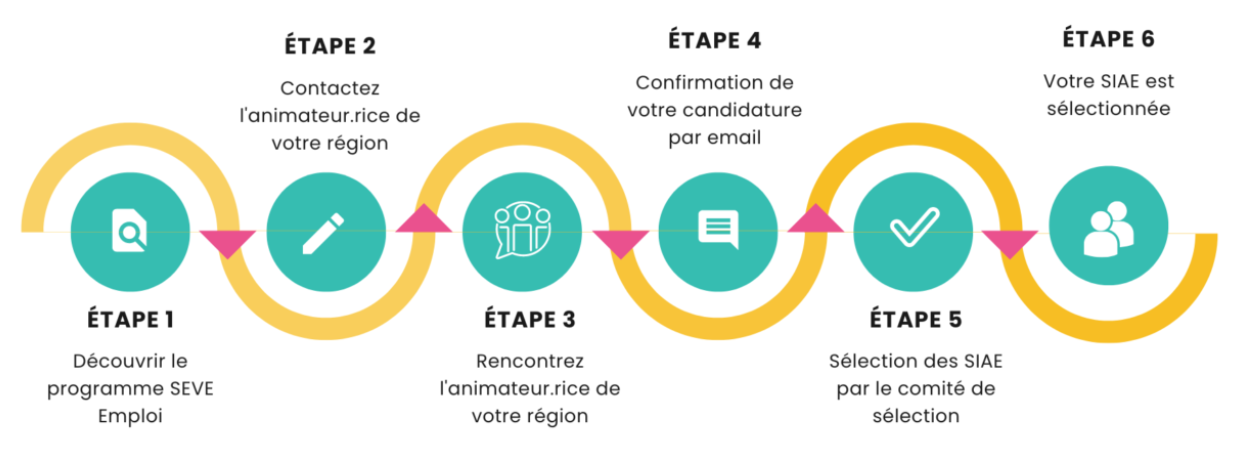 ÉTAPE 1
Découvrir le
programme SEVE
Emploi
ÉTAPE 2
Contactez
l'animateur.rice de
votre région
ÉTAPE 3
Rencontrez
l'animateur.rice de
votre région
ÉTAPE 4
Confirmation de
votre candidature
par email
ÉTAPE 5
Sélection des SIAE
par le comité de
sélection
ÉTAPE 6
Votre SIAE est
sélectionnée